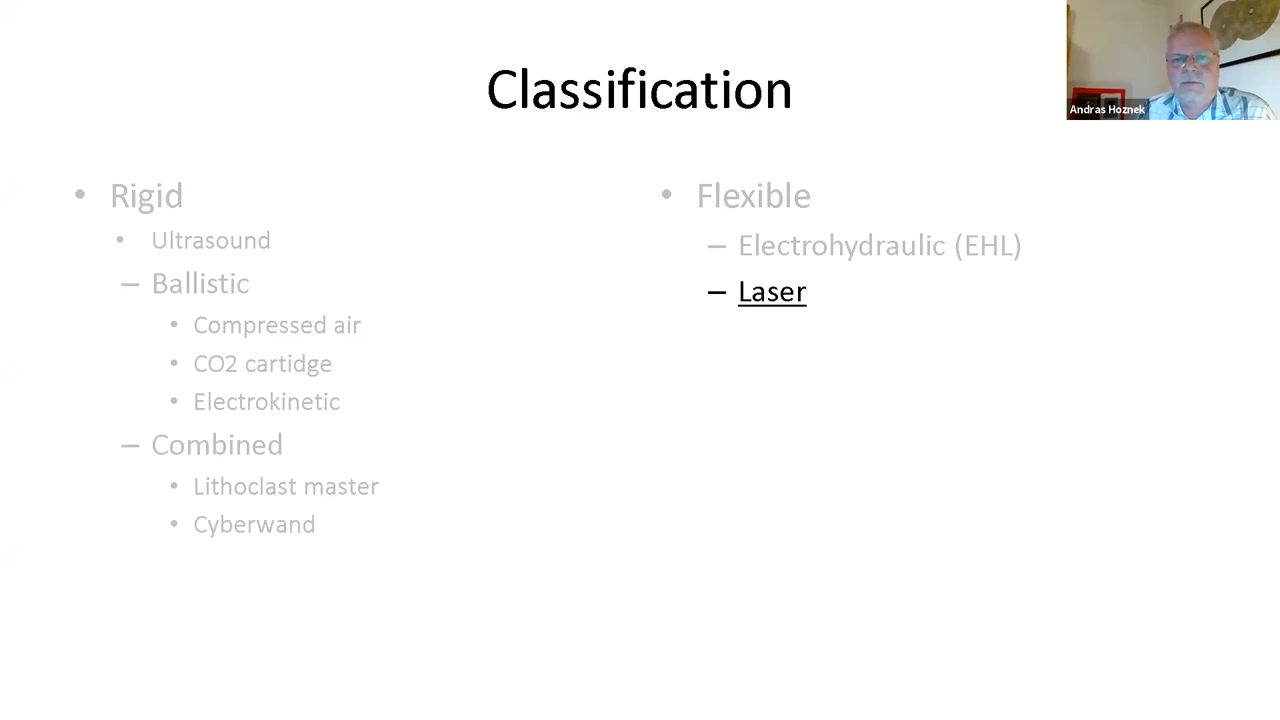 Classification
Andras Hoznek
• Rigid
• Ultrasound
– Ballistic
• Compressed air
• CO2 cartidge
• Electrokinetic
– Combined
• Lithoclast master
• Cyberwand
• Flexible
– Electrohydraulic (EHL)
– Laser